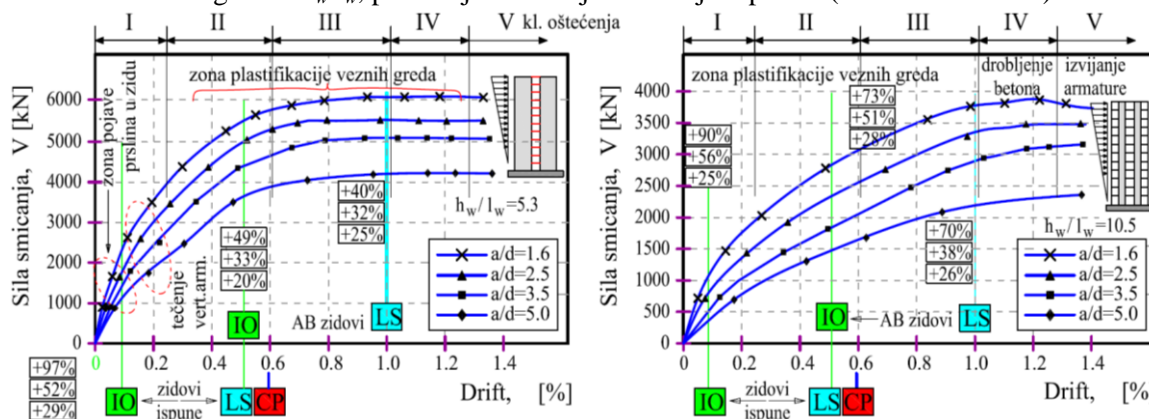 I II III IV V kl. oštećenja
zona plastifikacije veznih greda
zona pojave
prslina u zidu
Sila smicanja, V [kN]
6000
5000
4000
3000
2000
1000
0
+49%
+33%
+20%
+40%
+32%
+25%
h_w/l_w=5.3
tečenje
vert.arm.
IO
AB zidovi
LS
a/d=1.6
a/d=2.5
a/d=3.5
a/d=5.0
0 0.2 0.4 0.6 0.8 1.0 1.2 1.4
+97%
+52%
+29%
IO zidovi ispune LS CP
Drift, [%]
I II III IV V
zona plastifikacije veznih greda
drobljenje
betona
izvijanje
armature
Sila smicanja, V [kN]
4000
3500
3000
2500
2000
1500
1000
500
0
+90%
+56%
+25%
+73%
+51%
+28%
+70%
+38%
+26%
h_w/l_w=10.5
IO AB zidovi LS
a/d=1.6
a/d=2.5
a/d=3.5
a/d=5.0
0.0 0.2 0.4 0.6 0.8 1.0 1.2 1.4
IO zidovi ispune LS CP
Drift, [%]